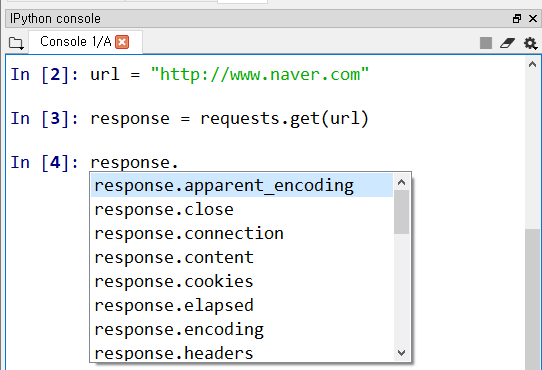 IPython console
Console 1/A
In [2]: url = "http://www.naver.com"
In [3]: response = requests.get(url)
In [4]: response.
response.apparent_encoding
response.close
response.connection
response.content
response.cookies
response.elapsed
response.encoding
response.headers